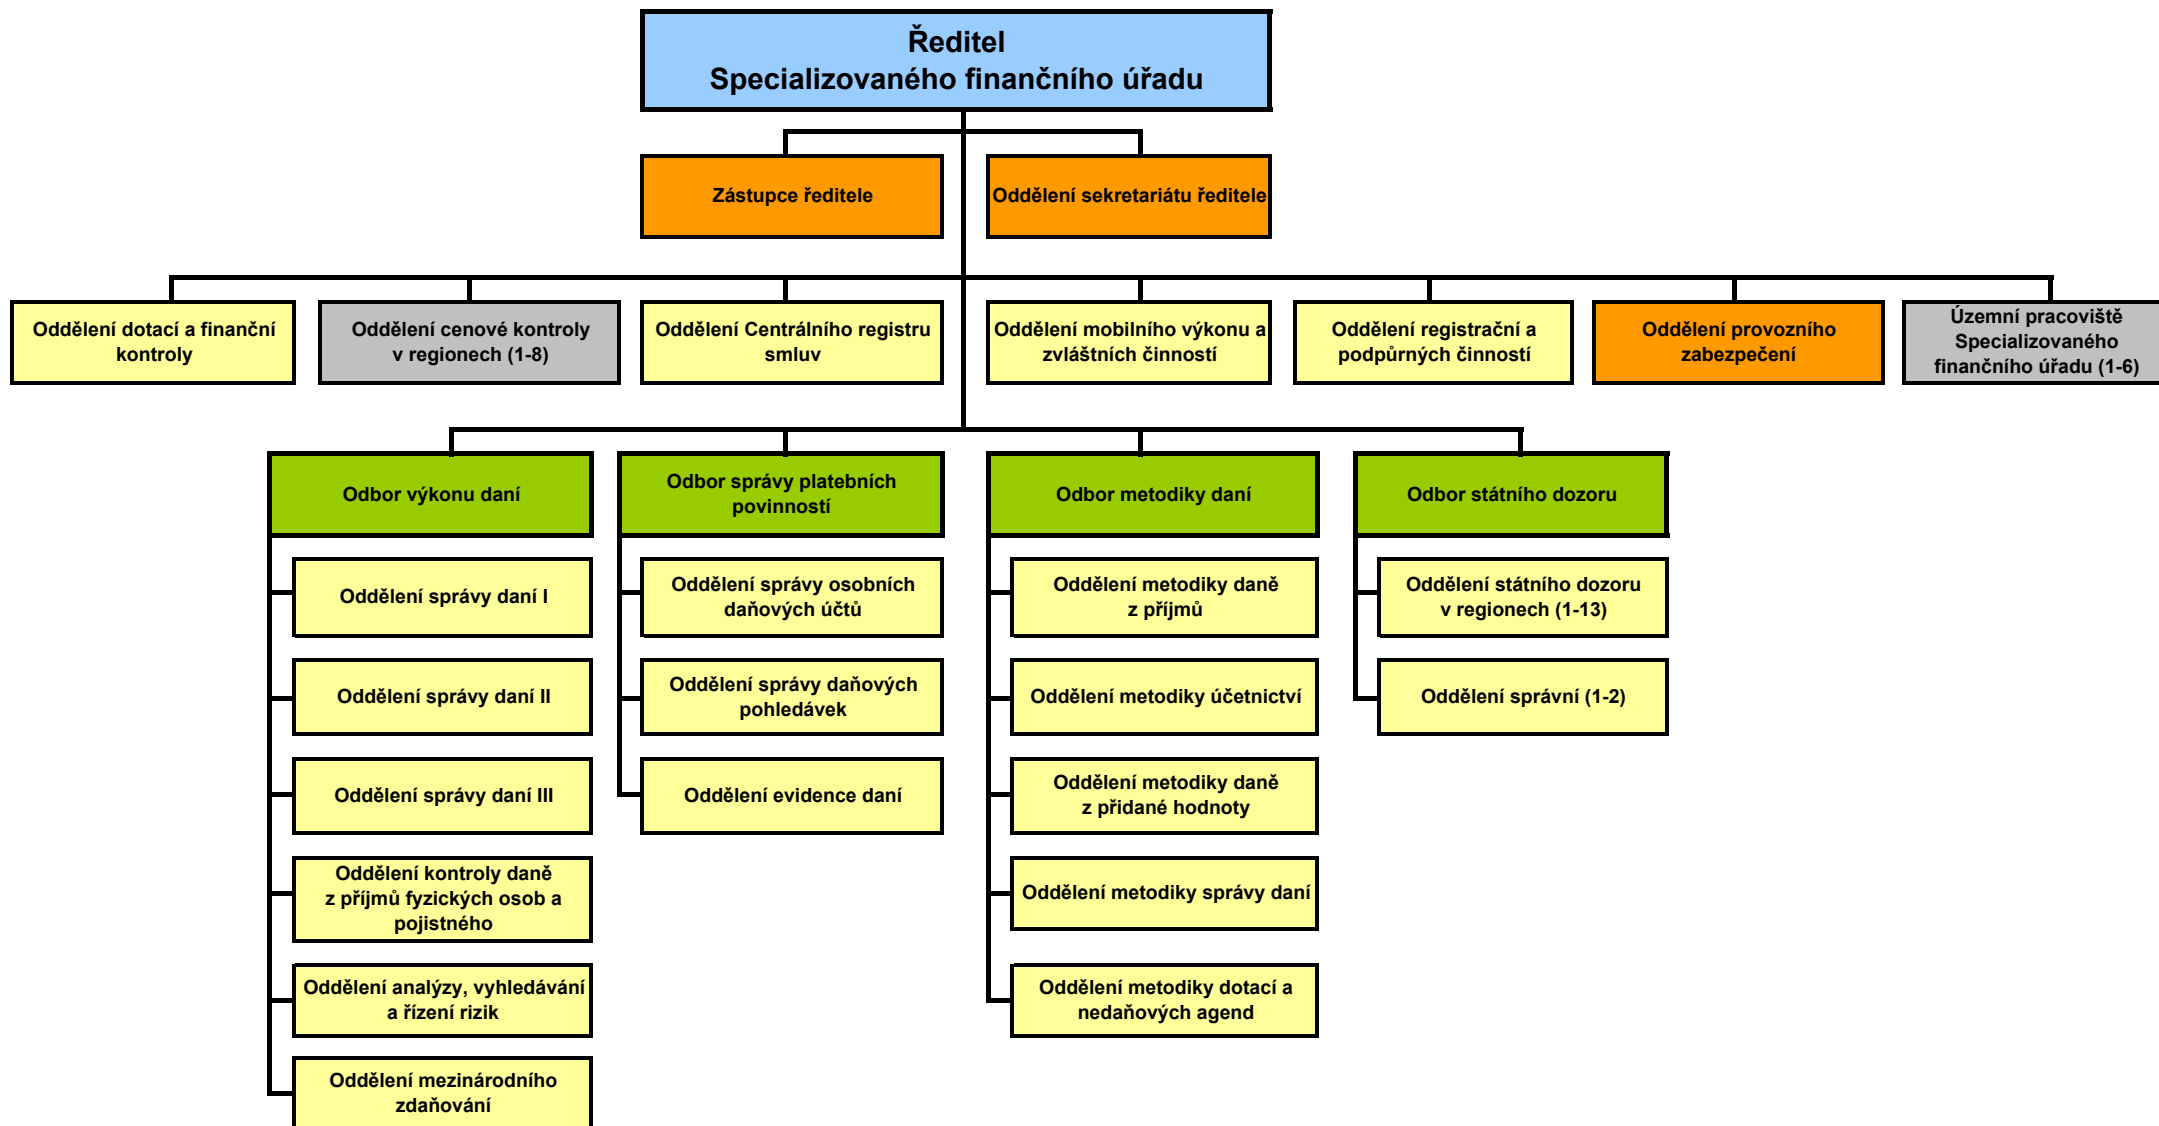 Ředitel
Specializovaného finančního úřadu
Zástupce ředitele
Oddělení sekretariátu ředitele
Oddělení dotací a finanční
kontroly
Oddělení cenové kontroly
v regionech (1-8)
Oddělení Centrálního registru
smluv
Oddělení mobilního výkonu a
zvláštních činností
Oddělení registrační a
podpůrných činností
Oddělení provozního
zabezpečení
Územní pracoviště
Specializovaného
finančního úřadu (1-6)
Odbor výkonu daní
Oddělení správy daní I
Oddělení správy daní II
Oddělení správy daní III
Oddělení kontroly daně
z příjmů fyzických osob a
pojistného
Oddělení analýzy, vyhledávání
a řízení rizik
Oddělení mezinárodního
zdaňování
Odbor správy platebních
povinností
Oddělení správy osobních
daňových účtů
Oddělení správy daňových
pohledávek
Oddělení evidence daní
Odbor metodiky daní
Oddělení metodiky daně
z příjmů
Oddělení metodiky účetnictví
Oddělení metodiky daně
z přidané hodnoty
Oddělení metodiky správy daní
Oddělení metodiky dotací a
nedaňových agend
Odbor státního dozoru
Oddělení státního dozoru
v regionech (1-13)
Oddělení správní (1-2)